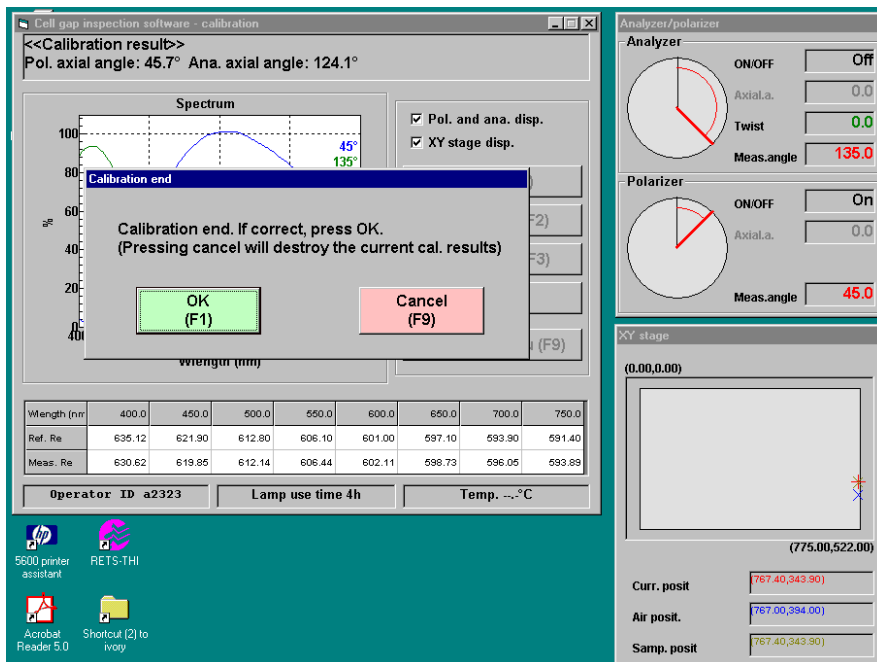 Cell gap inspection software - calibration
<<Calibration result>>
Pol. axial angle: 45.7° Ana. axial angle: 124.1°
Spectrum
100
80
60
40
20
0
%
45°
135°
Wlength (nm)
Pol. and ana. disp.
XY stage disp.
F2)
F3)
(F9)
Calibration end
Calibration end. If correct, press OK.
(Pressing cancel will destroy the current cal. results)
OK
(F1)
Cancel
(F9)
Wlength (nm 400.0 450.0 500.0 550.0 600.0 650.0 700.0 750.0
Ref. Re 635.12 621.90 612.80 606.10 601.00 597.10 593.90 591.40
Meas. Re 630.62 619.85 612.14 606.44 602.11 598.73 596.05 593.89
Operator ID a2323 Lamp use time 4h Temp. --.-°C
Analyzer/polarizer
Analyzer
ON/OFF Off
Axial.a. 0.0
Twist 0.0
Meas.angle 135.0
Polarizer
ON/OFF On
Axial.a. 0.0
Meas.angle 45.0
XY stage
(0.00,0.00)
(775.00,522.00)
Curr. posit (767.40,343.90)
Air posit. (767.00,394.00)
Samp. posit (767.40,343.90)
hp
5600 printer
assistant
RETS-THI
Acrobat
Reader 5.0
Shortcut (2) to
ivory